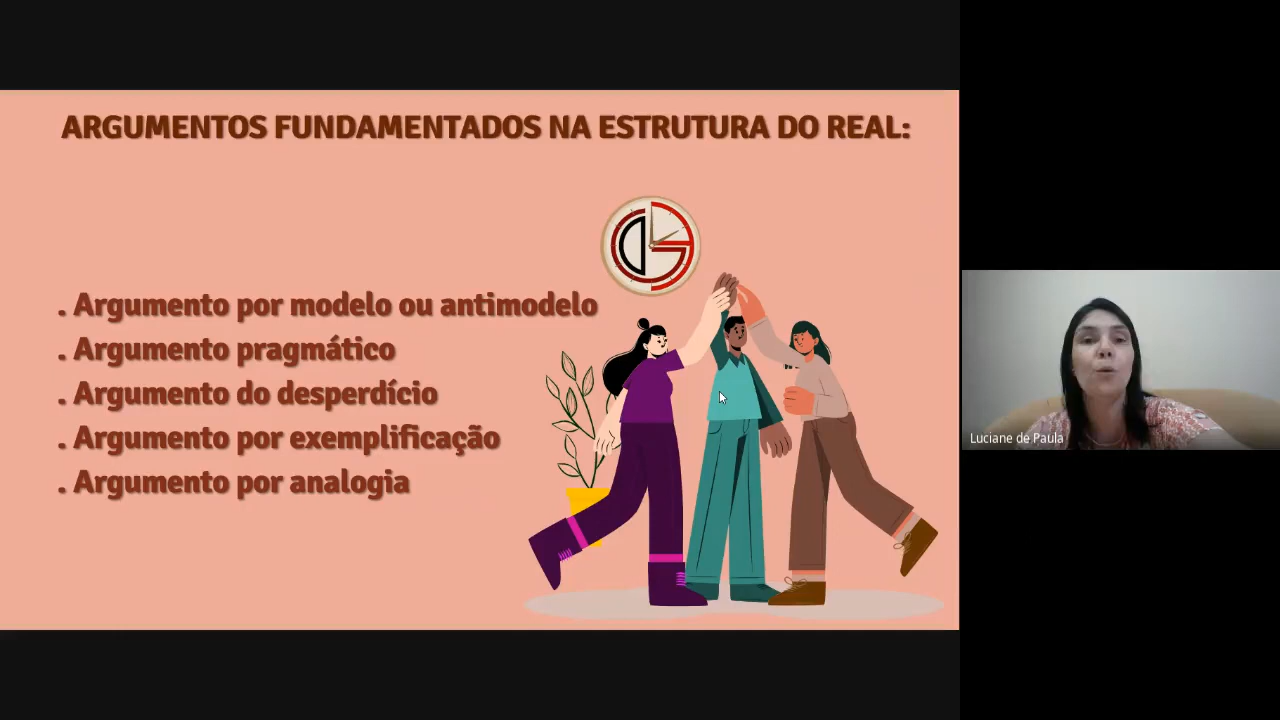 ARGUMENTOS FUNDAMENTADOS NA ESTRUTURA DO REAL:
. Argumento por modelo ou antimodelo
. Argumento pragmático
. Argumento do desperdício
. Argumento por exemplificação
. Argumento por analogia
Luciane de Paula